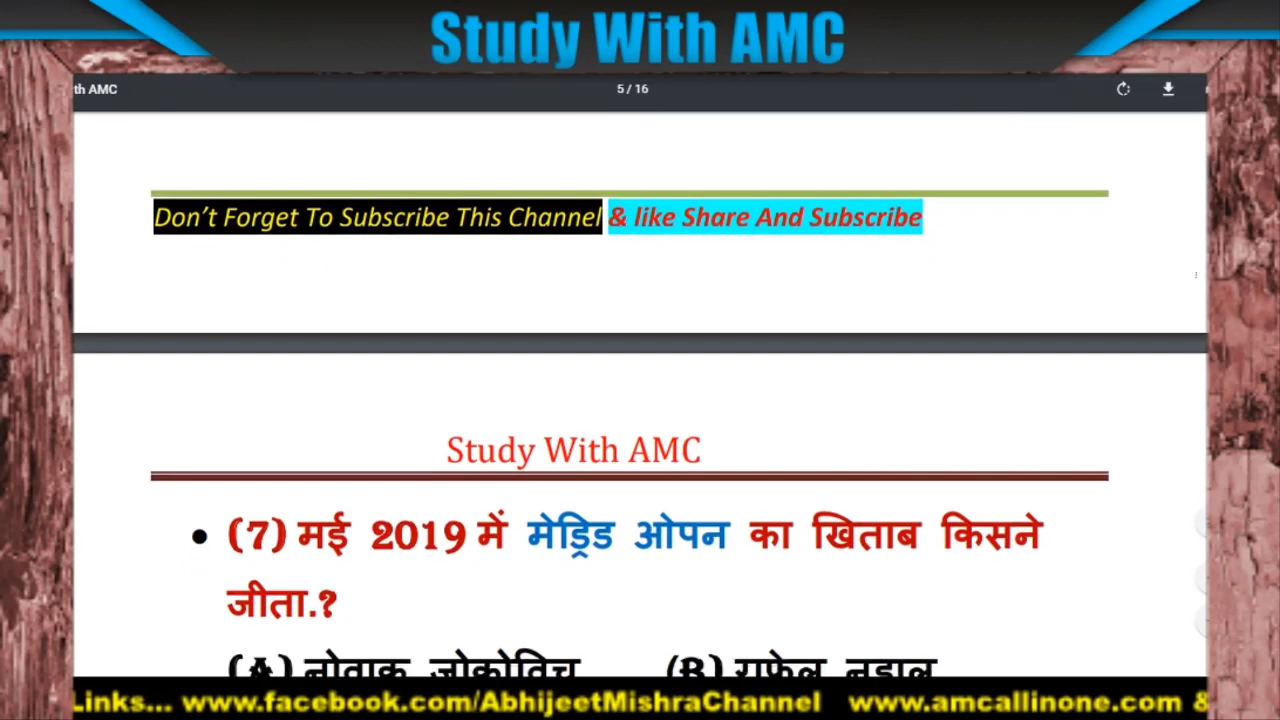 Study With AMC
th AMC
5 / 16
Don't Forget To Subscribe This Channel & like Share And Subscribe
Study With AMC
• (7) मई 2019 में मेड्रिड ओपन का खिताब किसने
जीता.?
(A) नोवाक जोकोविच (B) राफेल नडाल
Links... www.facebook.com/AbhijeetMishraChannel www.amcallinone.com &